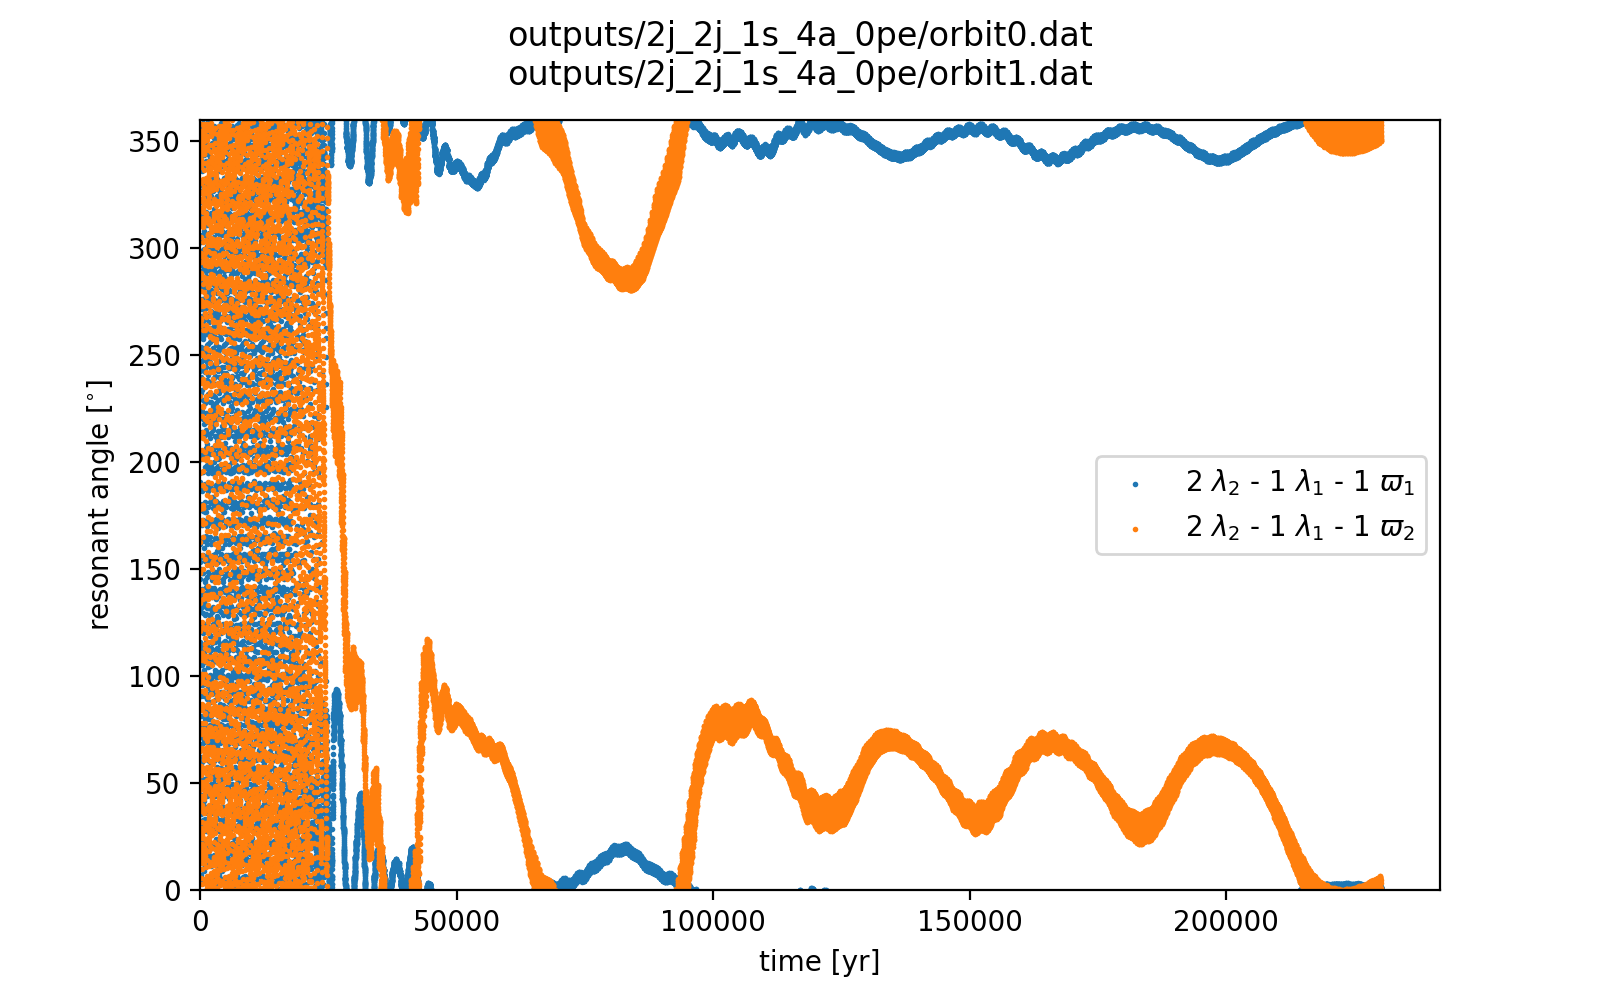 outputs/2j_2j_1s_4a_0pe/orbit0.dat
outputs/2j_2j_1s_4a_0pe/orbit1.dat
350
300
250
200
150
100
50
0
resonant angle [°]
2 λ₂ - 1 λ₁ - 1 ϖ₁
2 λ₂ - 1 λ₁ - 1 ϖ₂
0
50000
100000
150000
200000
time [yr]